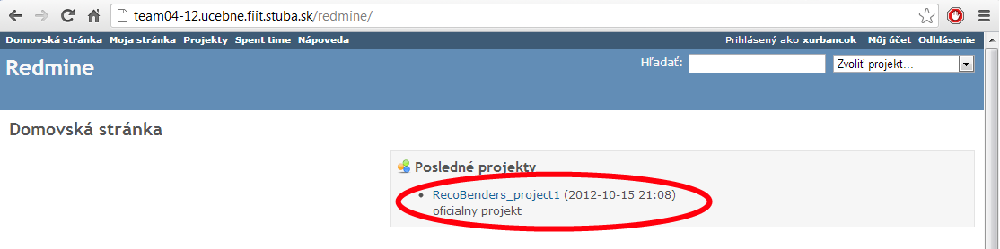 team04-12.ucebne.fiit.stuba.sk/redmine/
Domovská stránka Moja stránka Projekty Spent time Nápoveda Prihlásený ako xurbancok Môj účet Odhlásenie
Redmine Hľadať: Zvoliť projekt...
Domovská stránka
Posledné projekty
RecoBenders_project1 (2012-10-15 21:08)
oficialny projekt